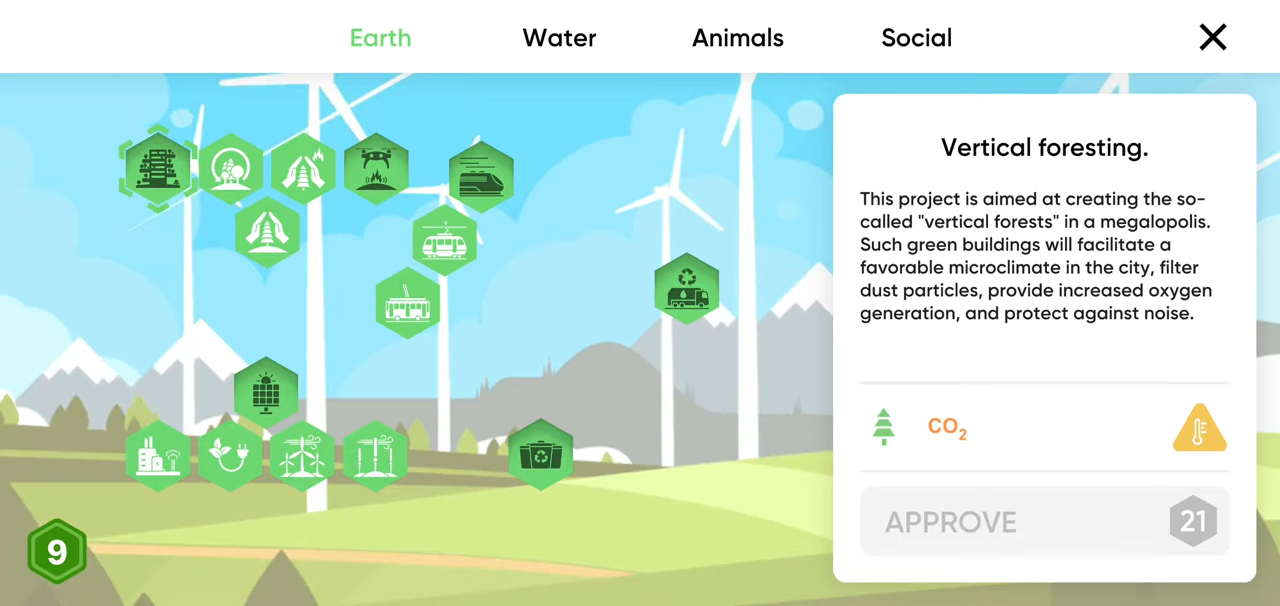 Earth Water Animals Social
Vertical foresting.
This project is aimed at creating the so-
called "vertical forests" in a megalopolis.
Such green buildings will facilitate a
favorable microclimate in the city, filter
dust particles, provide increased oxygen
generation, and protect against noise.
CO2
APPROVE 21
9